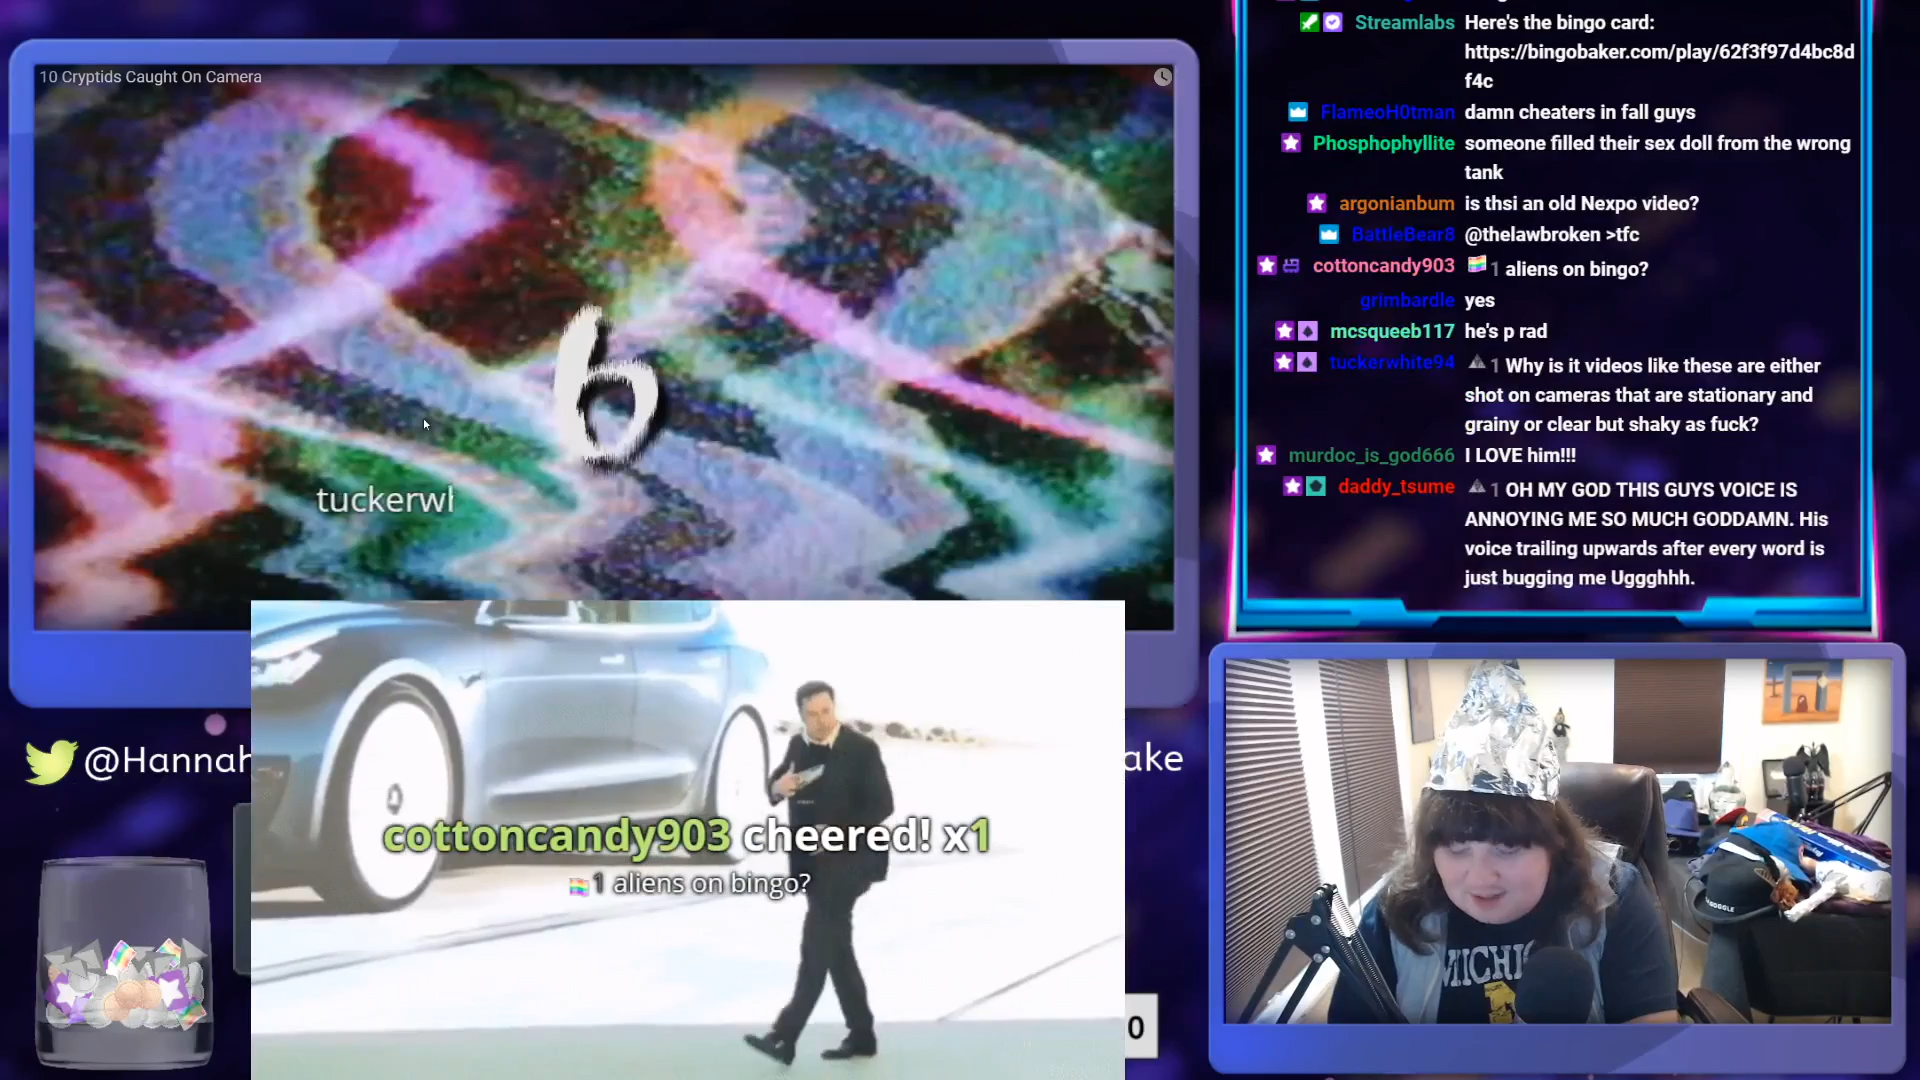 10 Cryptids Caught On Camera
6
tuckerwh
Streamlabs Here's the bingo card:
https://bingobaker.com/play/62f3f97d4bc8d
f4c
FlameoH0tman damn cheaters in fall guys
Phosphophyllite someone filled their sex doll from the wrong
tank
argonianbum is thsi an old Nexpo video?
BattleBear8 @thelawbroken >tfc
cottoncandy903 1 aliens on bingo?
grimbardle yes
mcsqueeb117 he's p rad
tuckerwhite94 1 Why is it videos like these are either
shot on cameras that are stationary and
grainy or clear but shaky as fuck?
murdoc_is_god666 I LOVE him!!!
daddy_tsume 1 OH MY GOD THIS GUYS VOICE IS
ANNOYING ME SO MUCH GODDAMN. His
voice trailing upwards after every word is
just bugging me Uggghhh.
@Hannah
ake
cottoncandy903 cheered! x1
1 aliens on bingo?
0
MICHI